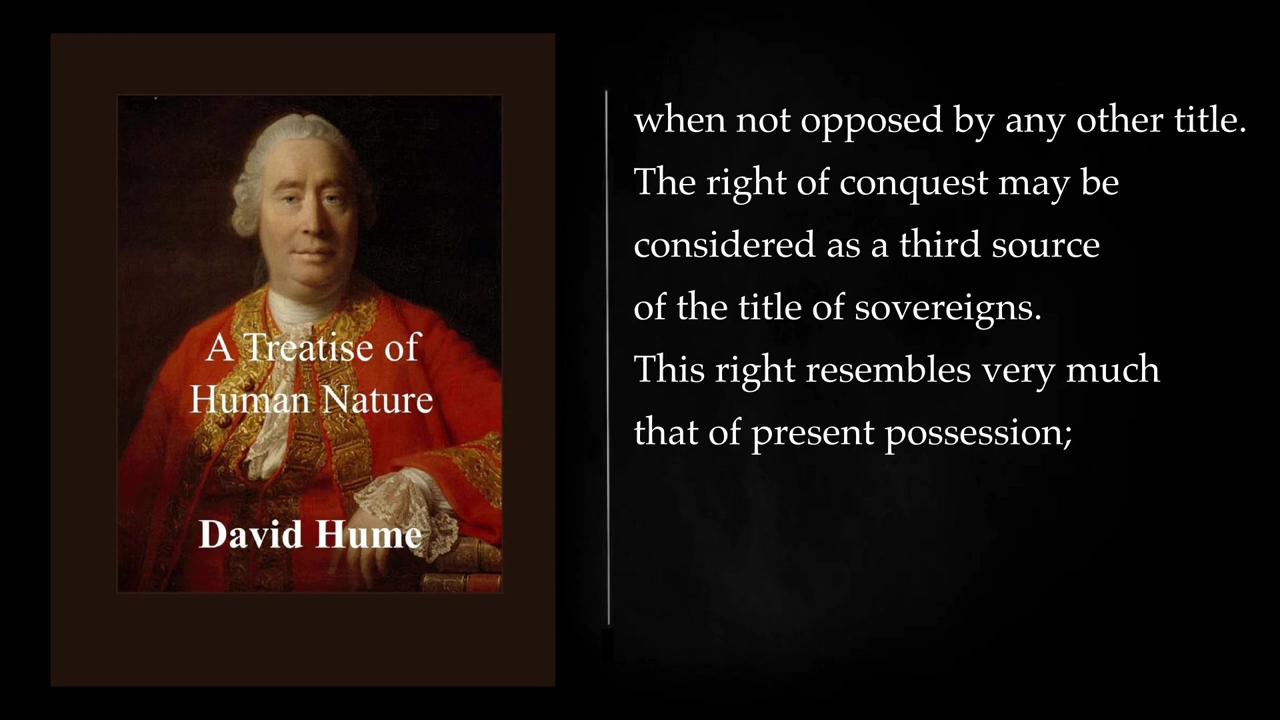 A Treatise of
Human Nature
David Hume
when not opposed by any other title.
The right of conquest may be
considered as a third source
of the title of sovereigns.
This right resembles very much
that of present possession;